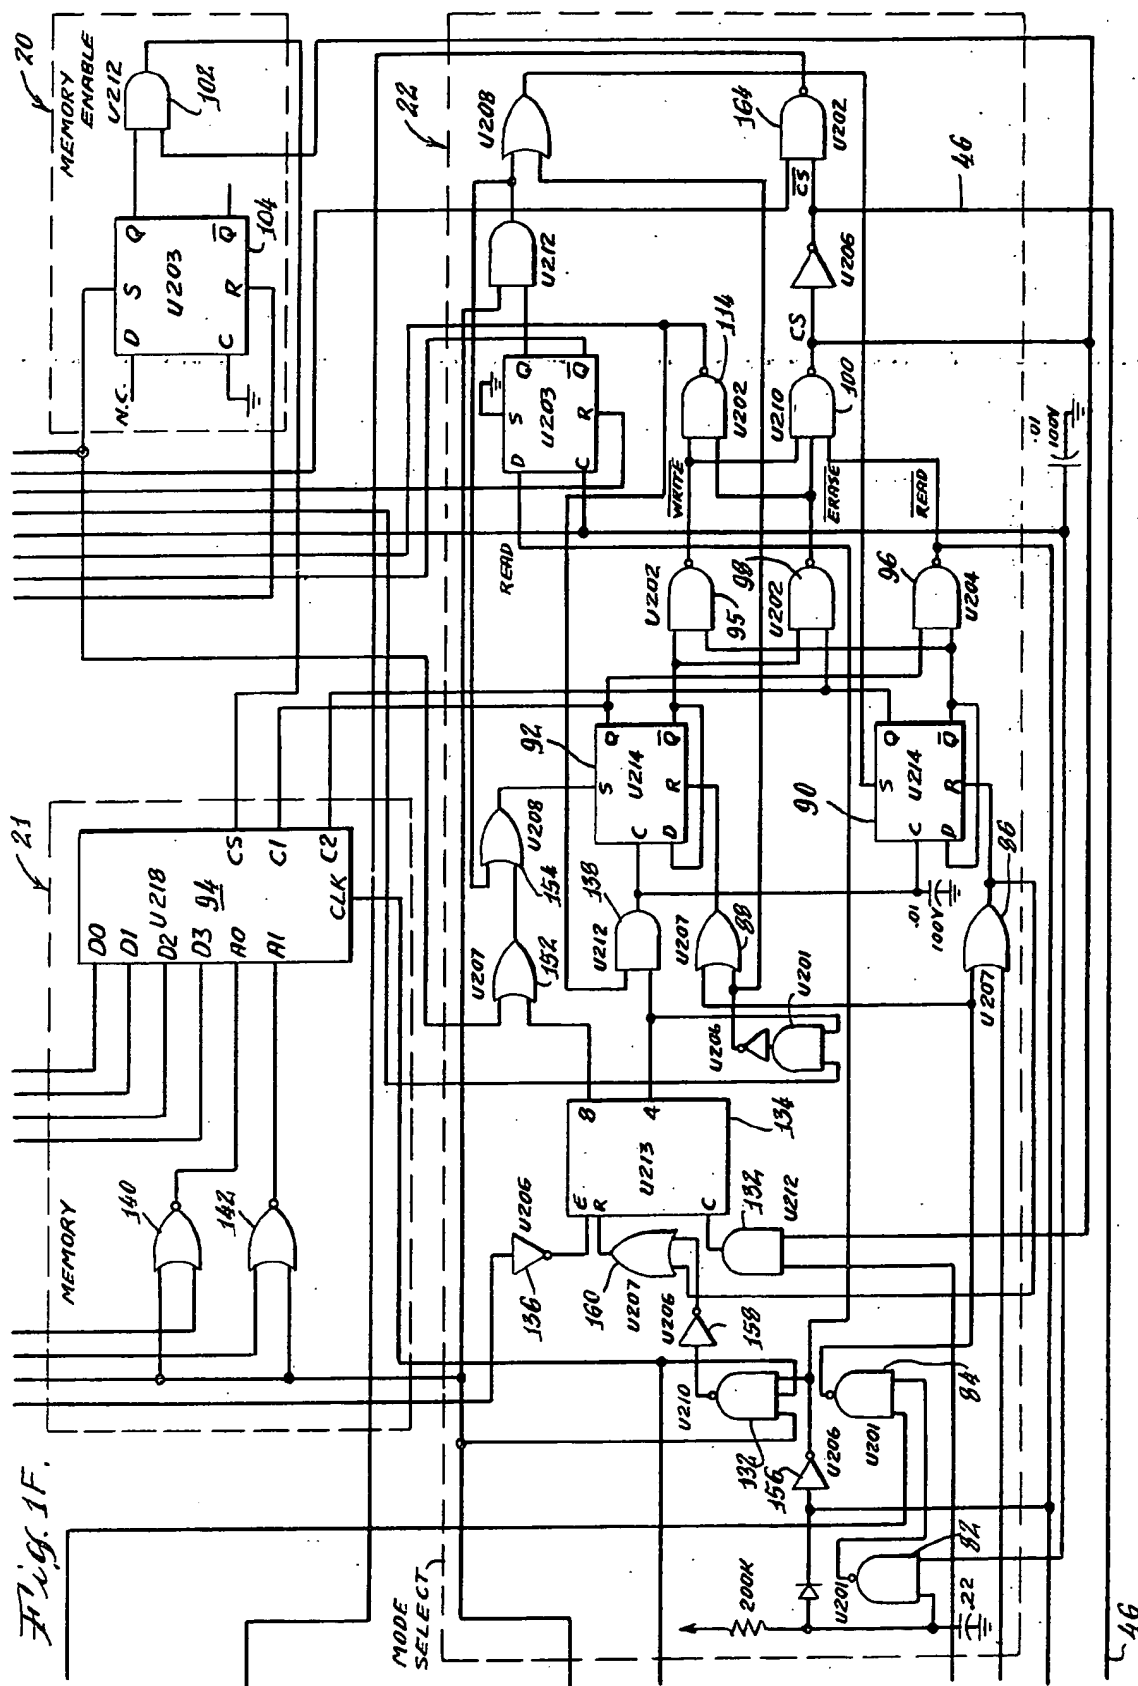 Fig. 1F.
20
MEMORY
ENABLE
U212
102
104
N.C.
D
S
Q
U203
C
R
Q̅
21
MEMORY
D0
D1
D2
D3
A0
A1
U218
94
CS
C1
C2
CLK
140
142
22
MODE
SELECT
U208
U212
164
U202
C̅S̅
46
U206
CS
READ
D
S
Q
U203
C
R
Q̅
114
U202
U210
100
W̅R̅I̅T̅E̅
E̅R̅A̅S̅E̅
R̅E̅A̅D̅
.01
100V
U202
95
98
U202
96
U204
92
Q
S
U214
Q̅
C
R
D
90
Q
S
U214
Q̅
C
R
D
U208
154
138
U212
U207
88
U207
152
.01
100V
86
U207
U201
U206
8
4
134
U213
E
R
C
U206
136
160
U207
132
U212
U206
158
U210
132
156
U206
84
U201
200K
U201
82
.22
46